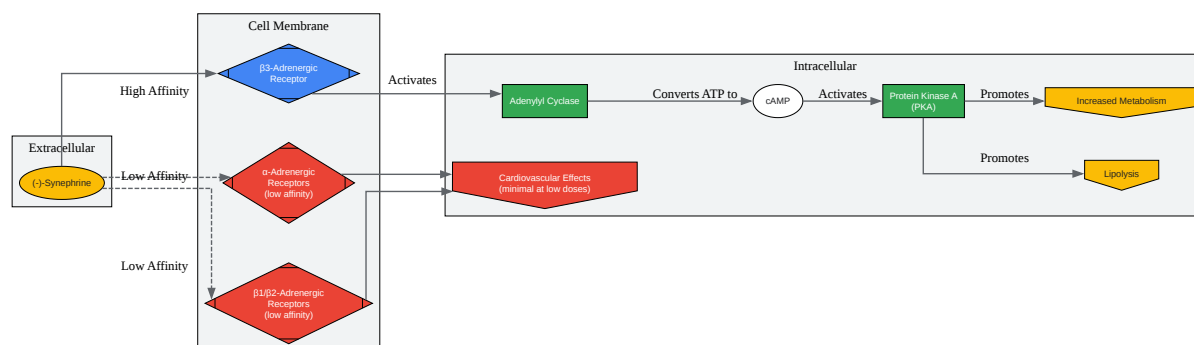 Cell Membrane
β3-Adrenergic
Receptor
High Affinity
Activates
Intracellular
Adenylyl Cyclase
Converts ATP to
cAMP
Activates
Protein Kinase A
(PKA)
Promotes
Increased Metabolism
Extracellular
(-)-Synephrine
Low Affinity
α-Adrenergic
Receptors
(low affinity)
Cardiovascular Effects
(minimal at low doses)
Promotes
Lipolysis
Low Affinity
β1/β2-Adrenergic
Receptors
(low affinity)